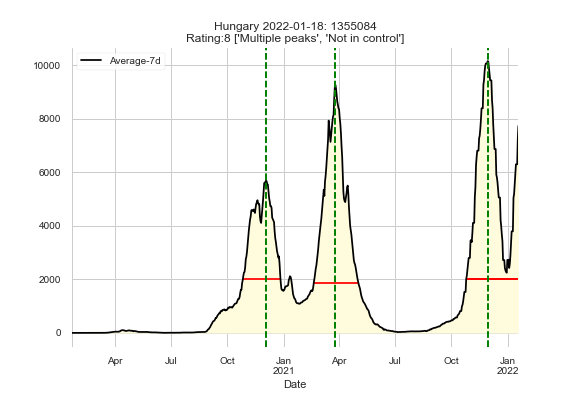 Hungary 2022-01-18: 1355084
Rating:8 ['Multiple peaks', 'Not in control']
Average-7d
10000
8000
6000
4000
2000
0
Apr Jul Oct Jan Apr Jul Oct Jan
2021 2022
Date